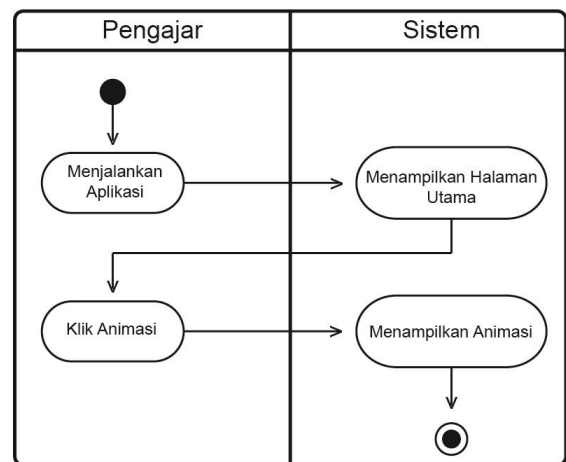 Pengajar
Sistem
Menjalankan
Aplikasi
Menampilkan Halaman
Utama
Klik Animasi
Menampilkan Animasi